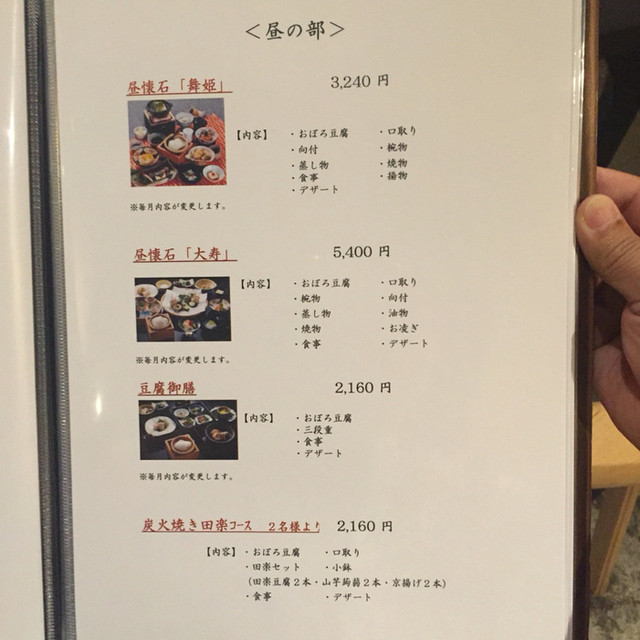 ＜昼の部＞
昼懐石「舞姫」 3,240 円
【内容】 ・おぼろ豆腐 ・口取り
・向付 ・椀物
・蒸し物 ・焼物
・食事 ・揚物
・デザート
※毎月内容が変更します。
昼懐石「大寿」 5,400 円
【内容】 ・おぼろ豆腐 ・口取り
・椀物 ・向付
・蒸し物 ・油物
・焼物 ・お凌ぎ
・食事 ・デザート
※毎月内容が変更します。
豆腐御膳 2,160 円
【内容】 ・おぼろ豆腐
・三段重
・食事
・デザート
※毎月内容が変更します。
炭火焼き田楽ｺｰｽ ２名様より 2,160 円
【内容】 ・おぼろ豆腐 ・口取り
・田楽セット ・小鉢
（田楽豆腐２本・山芋蒟蒻２本・京揚げ２本）
・食事 ・デザート